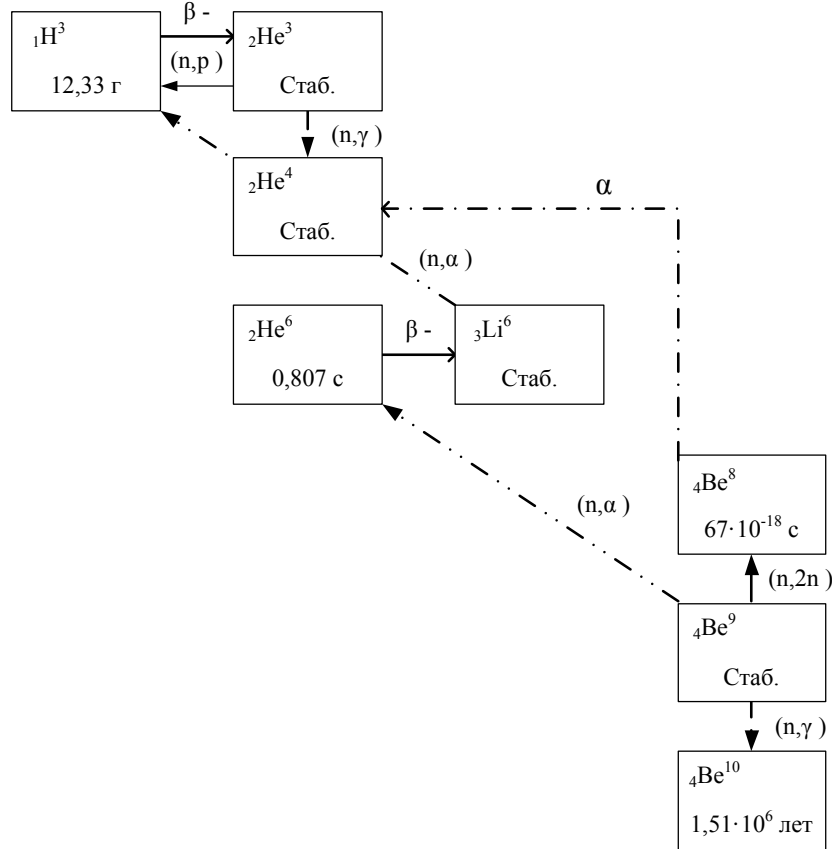 β -
₁H³
₂He³
(n,p )
12,33 г
Стаб.
(n,γ )
₂He⁴
α
Стаб.
(n,α )
₂He⁶
β -
₃Li⁶
0,807 с
Стаб.
₄Be⁸
(n,α )
67·10⁻¹⁸ с
(n,2n )
₄Be⁹
Стаб.
(n,γ )
₄Be¹⁰
1,51·10⁶ лет